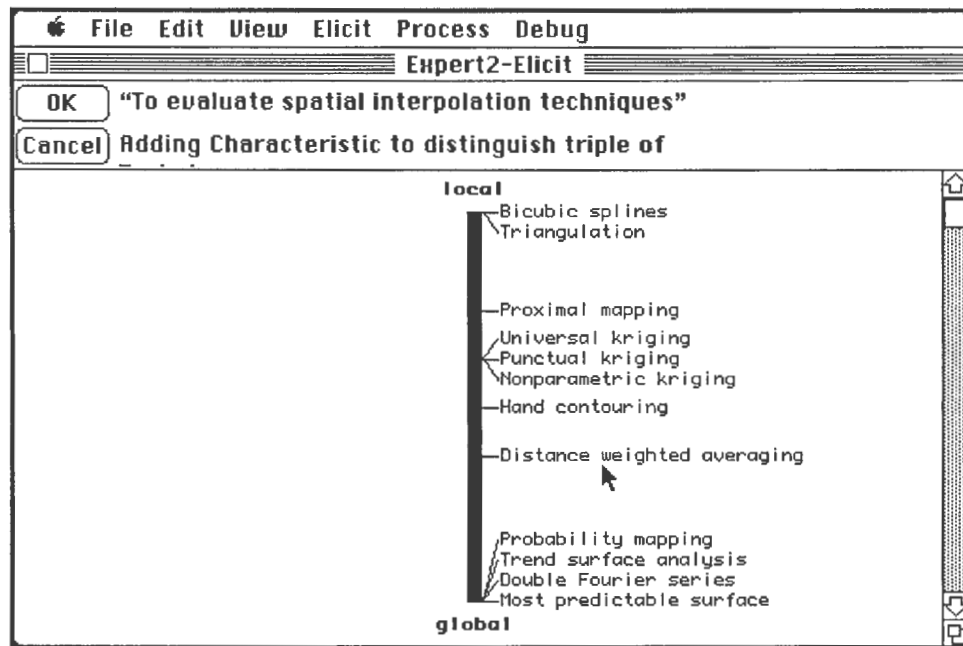 File Edit View Elicit Process Debug
Expert2-Elicit
OK "To evaluate spatial interpolation techniques"
Cancel Adding Characteristic to distinguish triple of
local
Bicubic splines
Triangulation
Proximal mapping
Universal kriging
Punctual kriging
Nonparametric kriging
Hand contouring
Distance weighted averaging
Probability mapping
Trend surface analysis
Double Fourier series
Most predictable surface
global